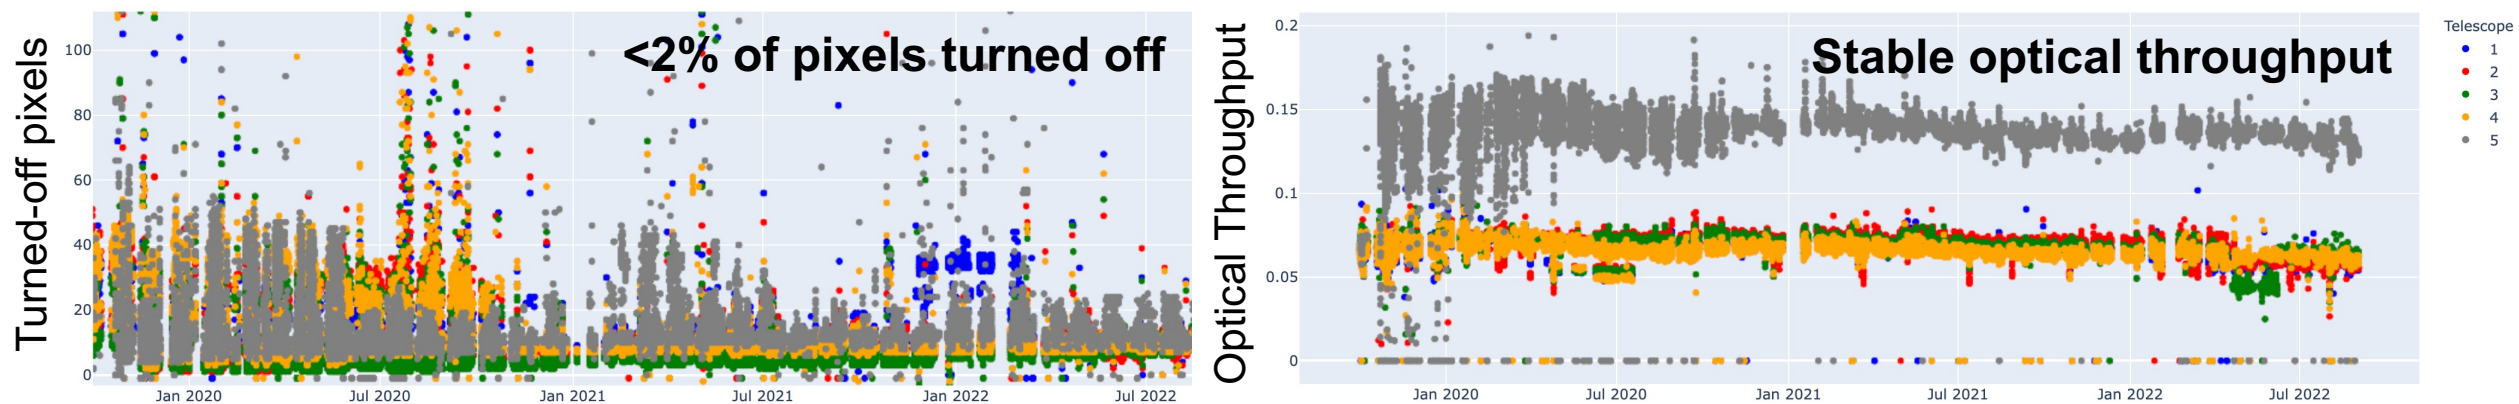 Turned-off pixels
100
80
60
40
20
0
<2% of pixels turned off
Jan 2020
Jul 2020
Jan 2021
Jul 2021
Jan 2022
Jul 2022
Optical Throughput
0.2
0.15
0.1
0.05
0
Stable optical throughput
Jan 2020
Jul 2020
Jan 2021
Jul 2021
Jan 2022
Jul 2022
Telescope
1
2
3
4
5